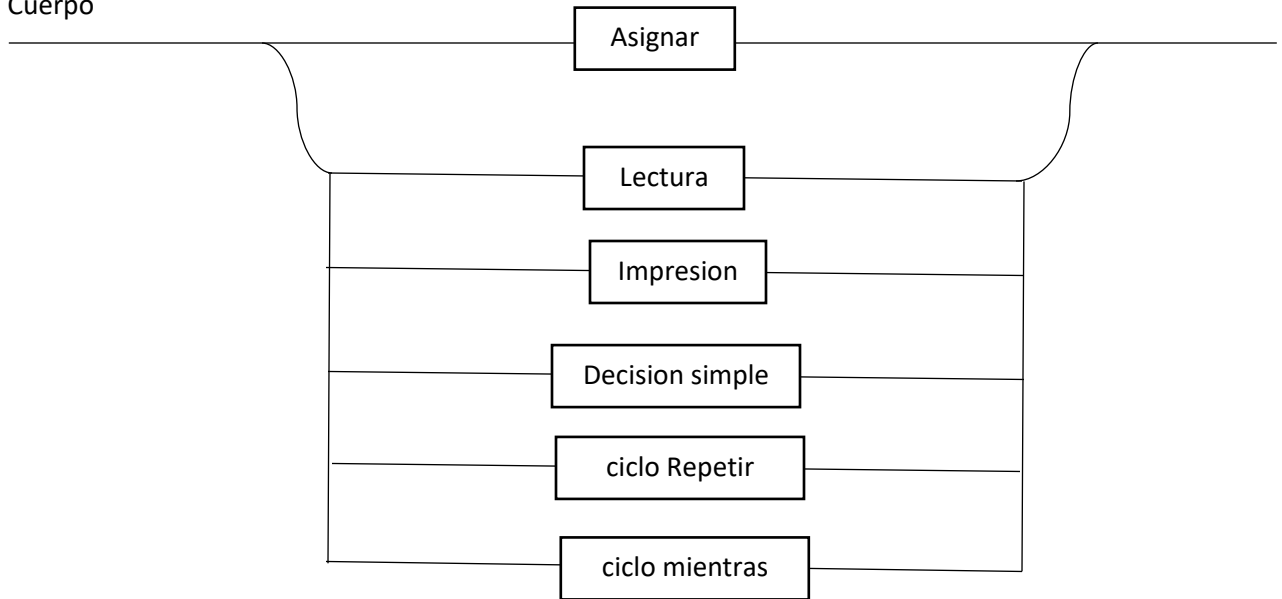 Cuerpo
Asignar
Lectura
Impresion
Decision simple
ciclo Repetir
ciclo mientras